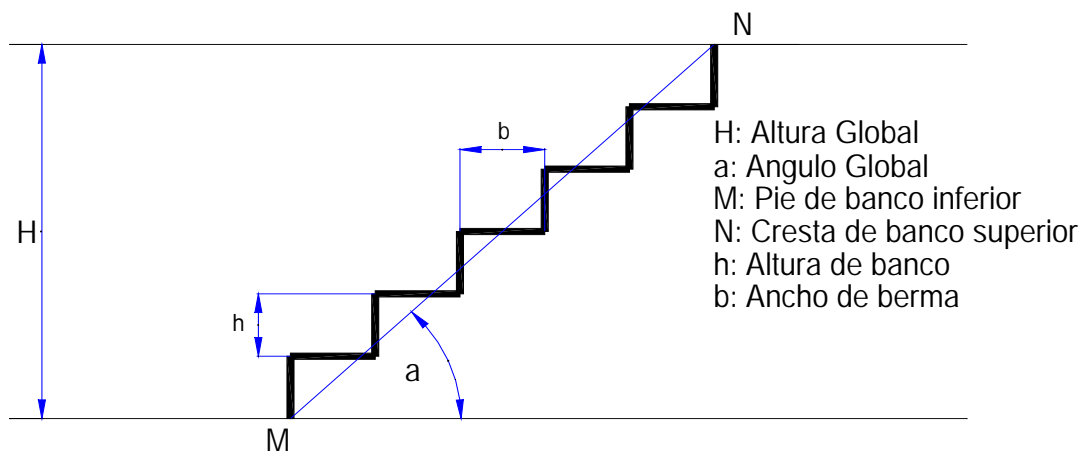 N
b
H: Altura Global
a: Angulo Global
M: Pie de banco inferior
N: Cresta de banco superior
h: Altura de banco
b: Ancho de berma
H
h
a
M